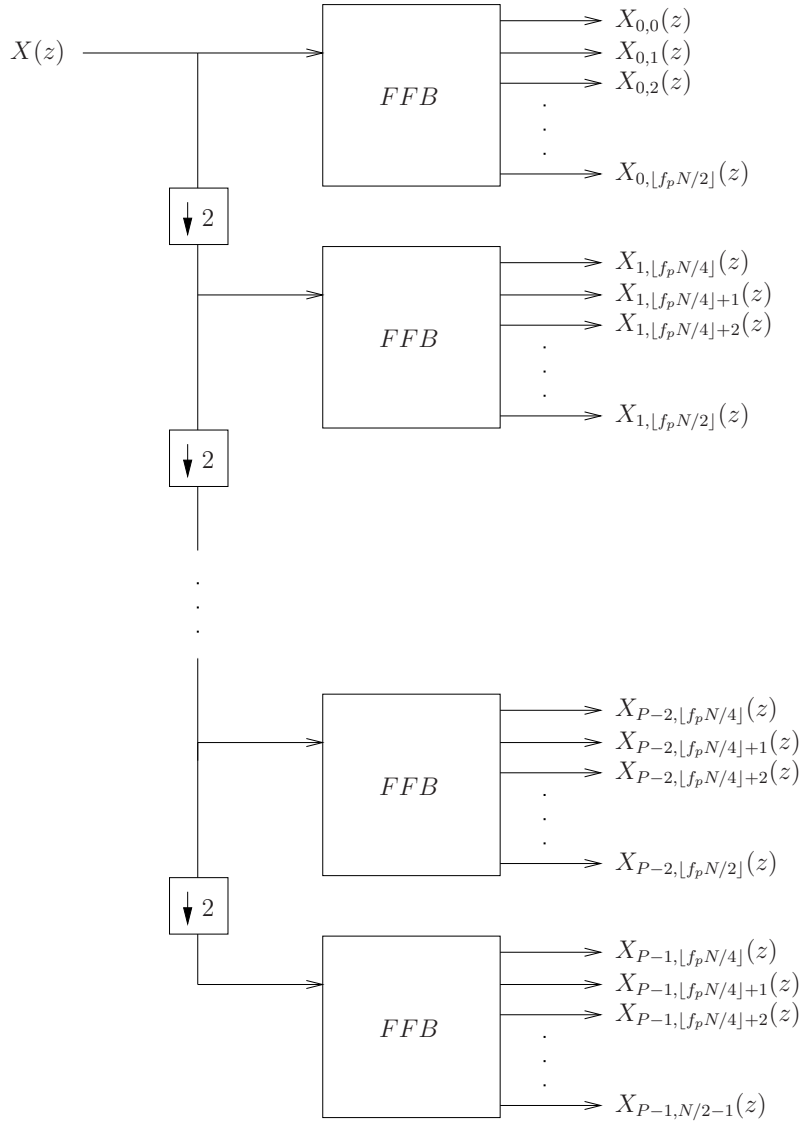 X_{0,0}(z)
X(z)
X_{0,1}(z)
X_{0,2}(z)
FFB
X_{0,⌊f_pN/2⌋}(z)
↓ 2
X_{1,⌊f_pN/4⌋}(z)
X_{1,⌊f_pN/4⌋+1}(z)
X_{1,⌊f_pN/4⌋+2}(z)
FFB
X_{1,⌊f_pN/2⌋}(z)
↓ 2
X_{P−2,⌊f_pN/4⌋}(z)
X_{P−2,⌊f_pN/4⌋+1}(z)
X_{P−2,⌊f_pN/4⌋+2}(z)
FFB
X_{P−2,⌊f_pN/2⌋}(z)
↓ 2
X_{P−1,⌊f_pN/4⌋}(z)
X_{P−1,⌊f_pN/4⌋+1}(z)
X_{P−1,⌊f_pN/4⌋+2}(z)
FFB
X_{P−1,N/2−1}(z)